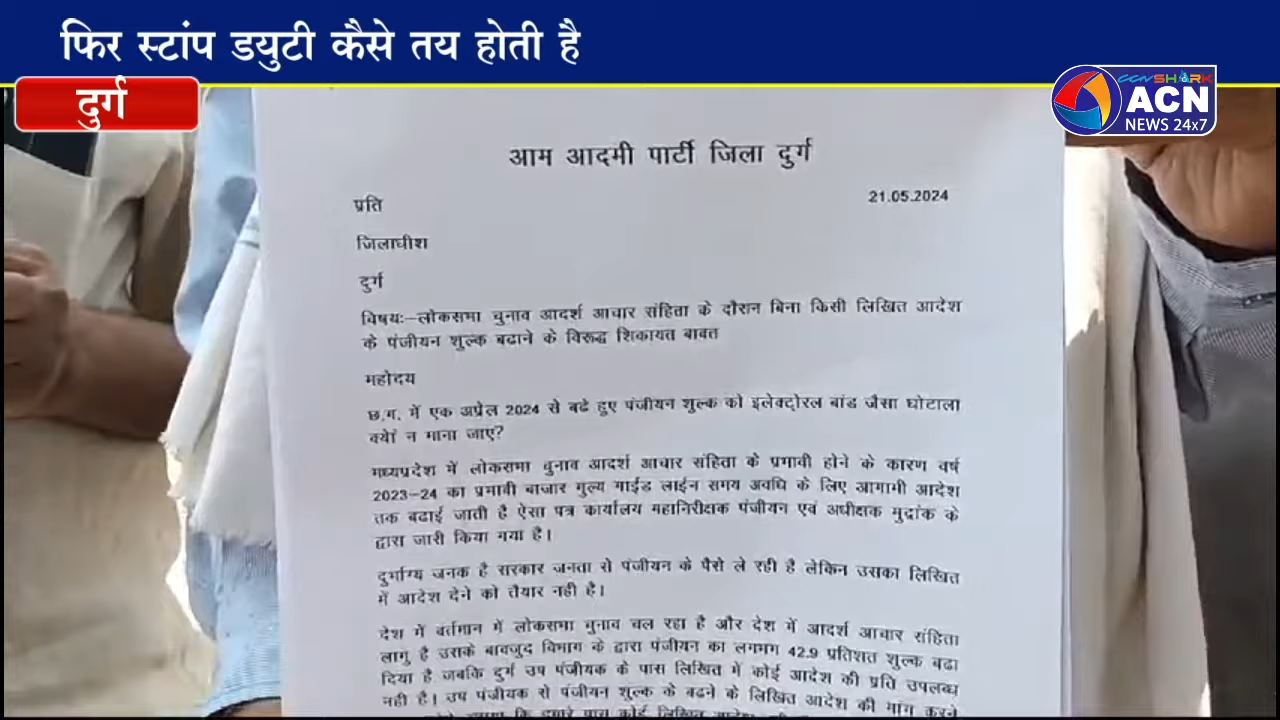 फिर स्टांप डयुटी कैसे तय होती है
दुर्ग
CCN SHARK
ACN
NEWS 24x7
आम आदमी पार्टी जिला दुर्ग
प्रति
21.05.2024
जिलाधीश
दुर्ग
विषयः–लोकसभा चुनाव आदर्श आचार संहिता के दौरान बिना किसी लिखित आदेश
के पंजीयन शुल्क बढाने के विरूद्ध शिकायत बाबत
महोदय
छ.ग. में एक अप्रेल 2024 से बढे हुए पंजीयन शुल्क को इलेक्टोरल बांड जैसा घोटाला
क्यों न माना जाए?
मध्यप्रदेश में लोकसभा चुनाव आदर्श आचार संहिता के प्रभावी होने के कारण वर्ष
2023–24 का प्रभावी बाजार मुल्य गाईड लाईन समय अवधि के लिए आगामी आदेश
तक बढाई जाती है ऐसा पत्र कार्यालय महानिरीक्षक पंजीयन एवं अधीक्षक मुद्रांक के
द्वारा जारी किया गया है।
दुर्भाग्य जनक है सरकार जनता से पंजीयन के पैसे ले रही है लेकिन उसका लिखित
में आदेश देने को तैयार नही है।
देश में वर्तमान में लोकसभा चुनाव चल रहा है और देश में आदर्श आचार संहिता
लागु है उसके बावजुद विभाग के द्वारा पंजीयन का लगभग 42.9 प्रतिशत शुल्क बढा
दिया है जबकि दुर्ग उप पंजीयक के पास लिखित में कोई आदेश की प्रति उपलब्ध
नही है। उप पंजीयक से पंजीयन शुल्क के बढने के लिखित आदेश की मांग करने
कि हमारे पास कोई लिखित आदेश